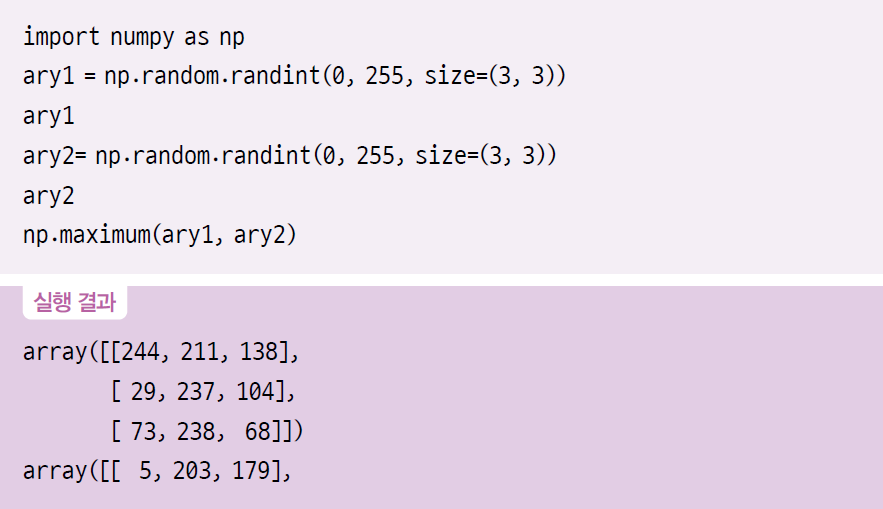 import numpy as np
ary1 = np.random.randint(0, 255, size=(3, 3))
ary1
ary2= np.random.randint(0, 255, size=(3, 3))
ary2
np.maximum(ary1, ary2)
실행 결과
array([[244, 211, 138],
[ 29, 237, 104],
[ 73, 238, 68]])
array([[ 5, 203, 179],